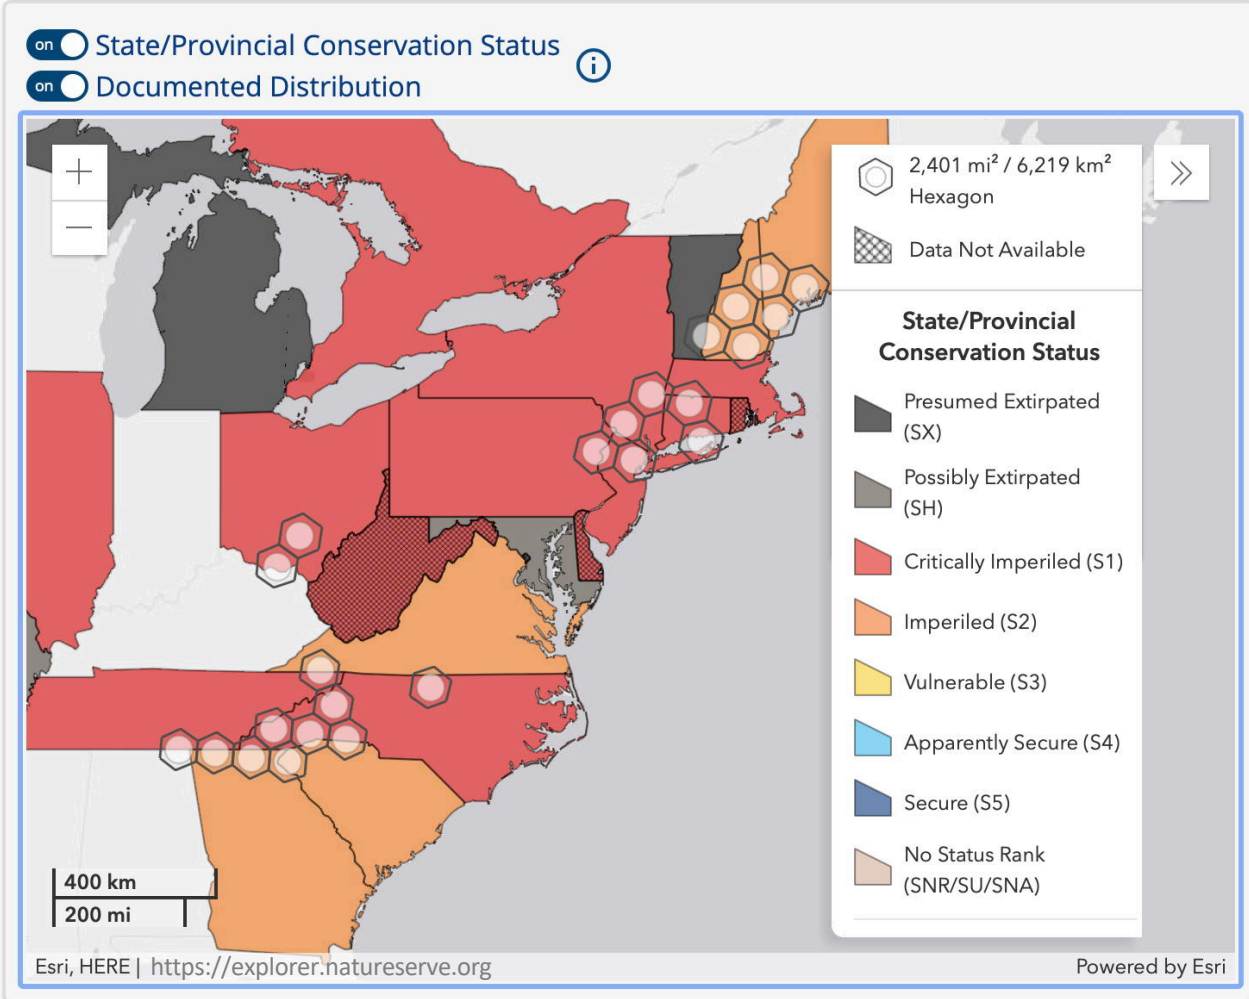 on State/Provincial Conservation Status
on Documented Distribution
i
+
−
2,401 mi² / 6,219 km²
Hexagon
Data Not Available
State/Provincial
Conservation Status
Presumed Extirpated
(SX)
Possibly Extirpated
(SH)
Critically Imperiled (S1)
Imperiled (S2)
Vulnerable (S3)
Apparently Secure (S4)
Secure (S5)
No Status Rank
(SNR/SU/SNA)
400 km
200 mi
Esri, HERE | https://explorer.natureserve.org
Powered by Esri